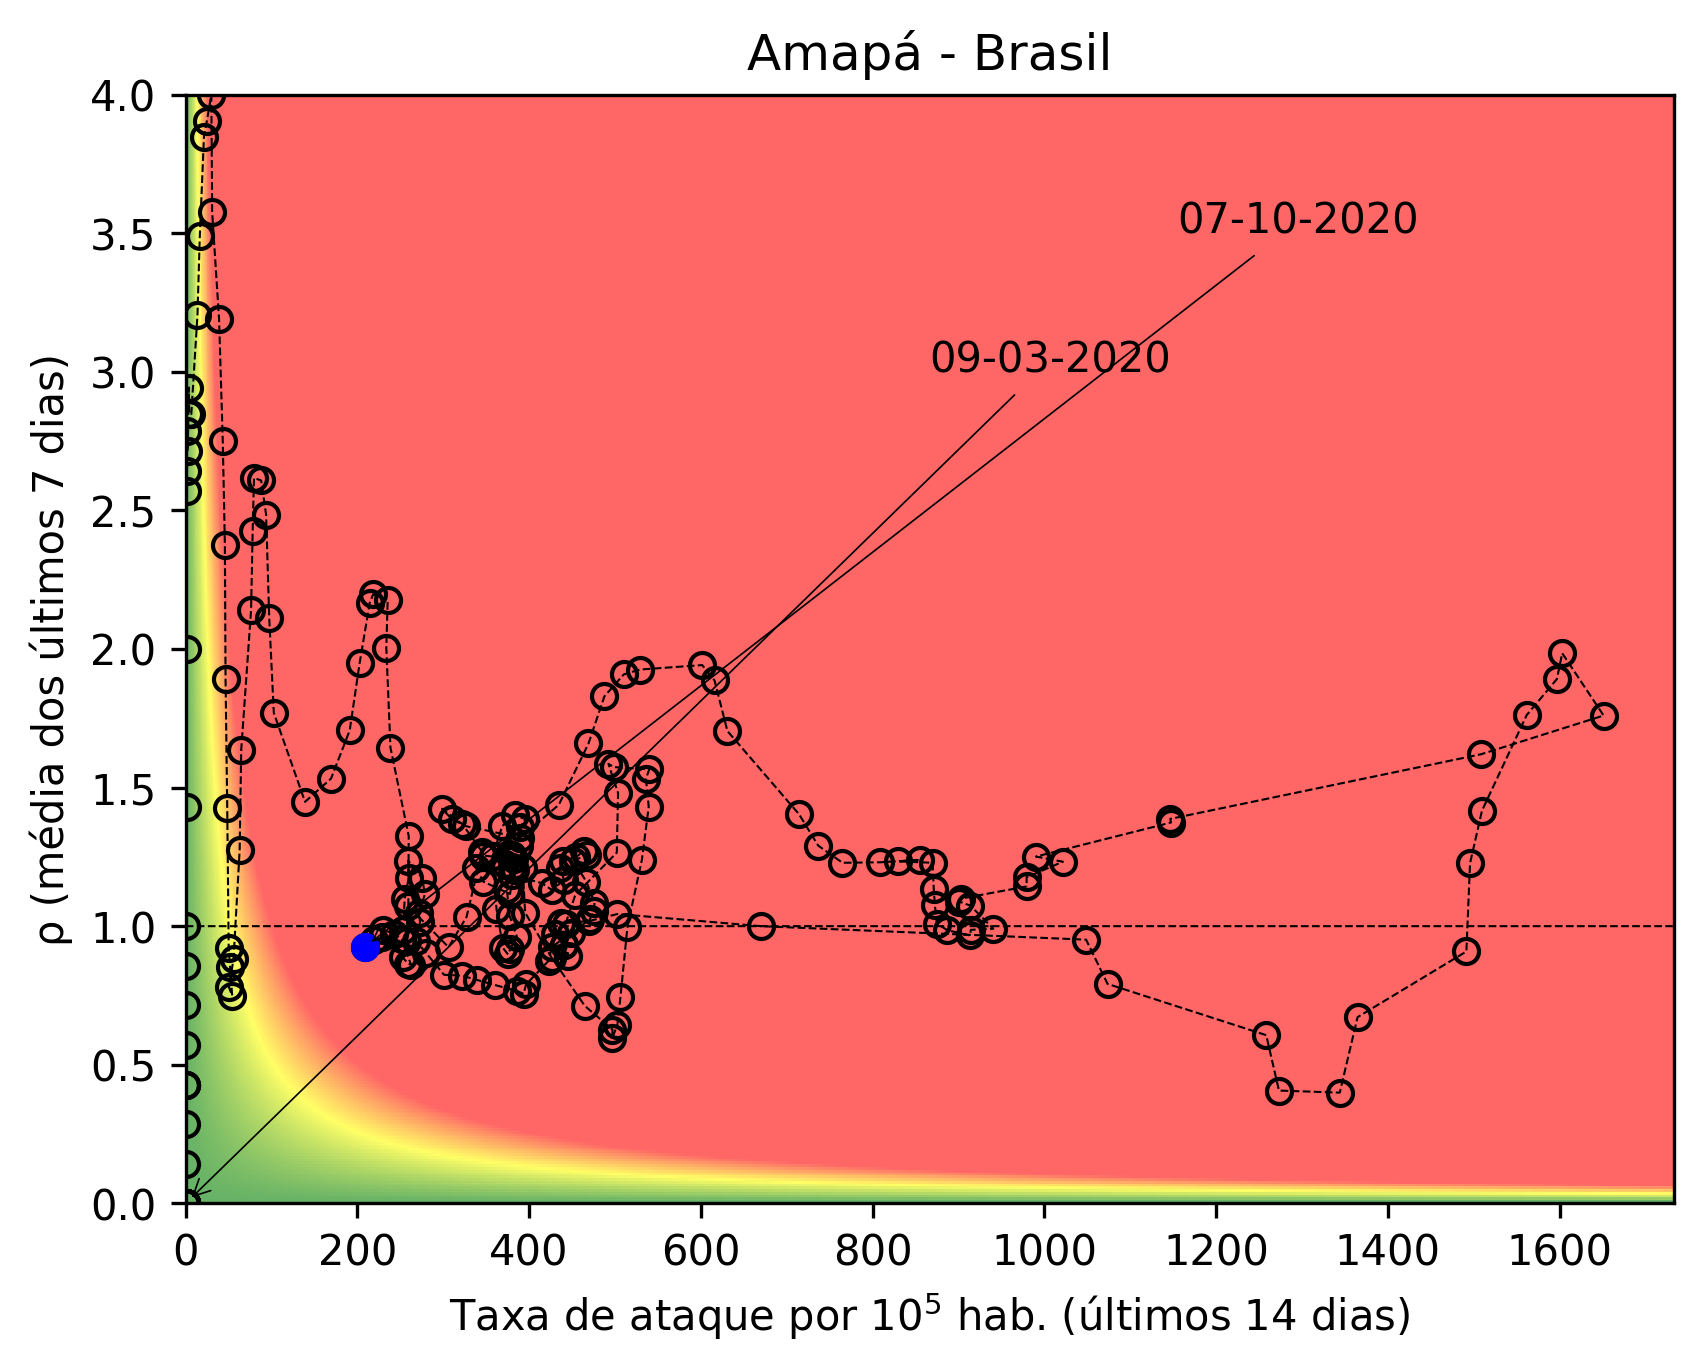 Amapá - Brasil
4.0
3.5
3.0
2.5
2.0
1.5
1.0
0.5
0.0
ρ (média dos últimos 7 dias)
07-10-2020
09-03-2020
0 200 400 600 800 1000 1200 1400 1600
Taxa de ataque por 10⁵ hab. (últimos 14 dias)